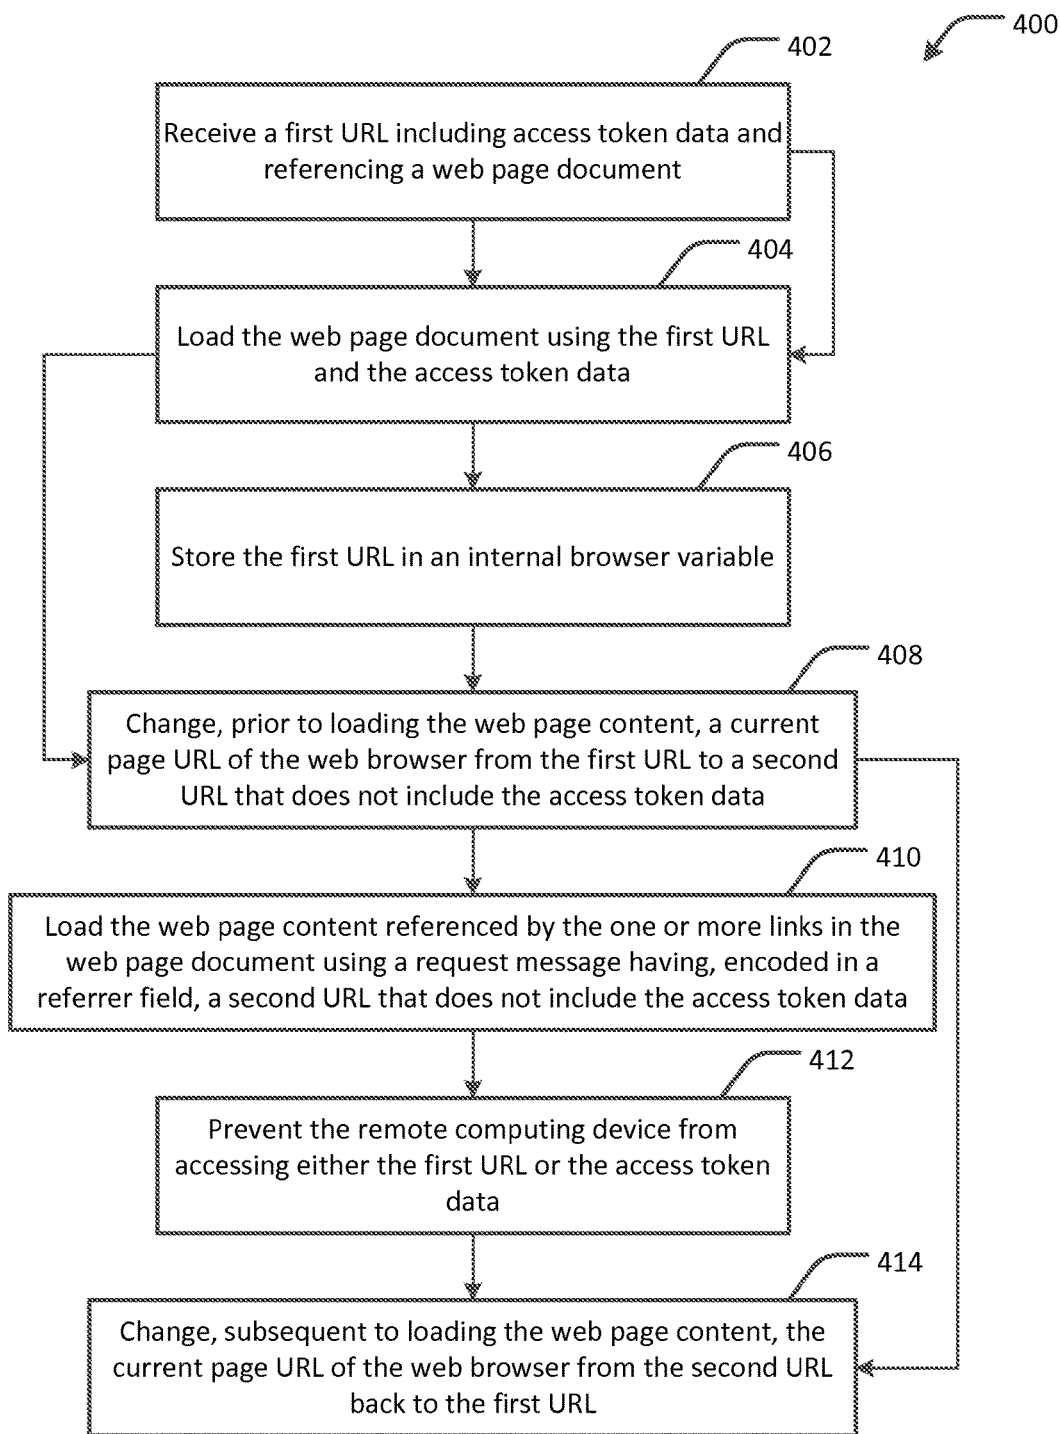 400
402
Receive a first URL including access token data and
referencing a web page document
404
Load the web page document using the first URL
and the access token data
406
Store the first URL in an internal browser variable
408
Change, prior to loading the web page content, a current
page URL of the web browser from the first URL to a second
URL that does not include the access token data
410
Load the web page content referenced by the one or more links in the
web page document using a request message having, encoded in a
referrer field, a second URL that does not include the access token data
412
Prevent the remote computing device from
accessing either the first URL or the access token
data
414
Change, subsequent to loading the web page content, the
current page URL of the web browser from the second URL
back to the first URL